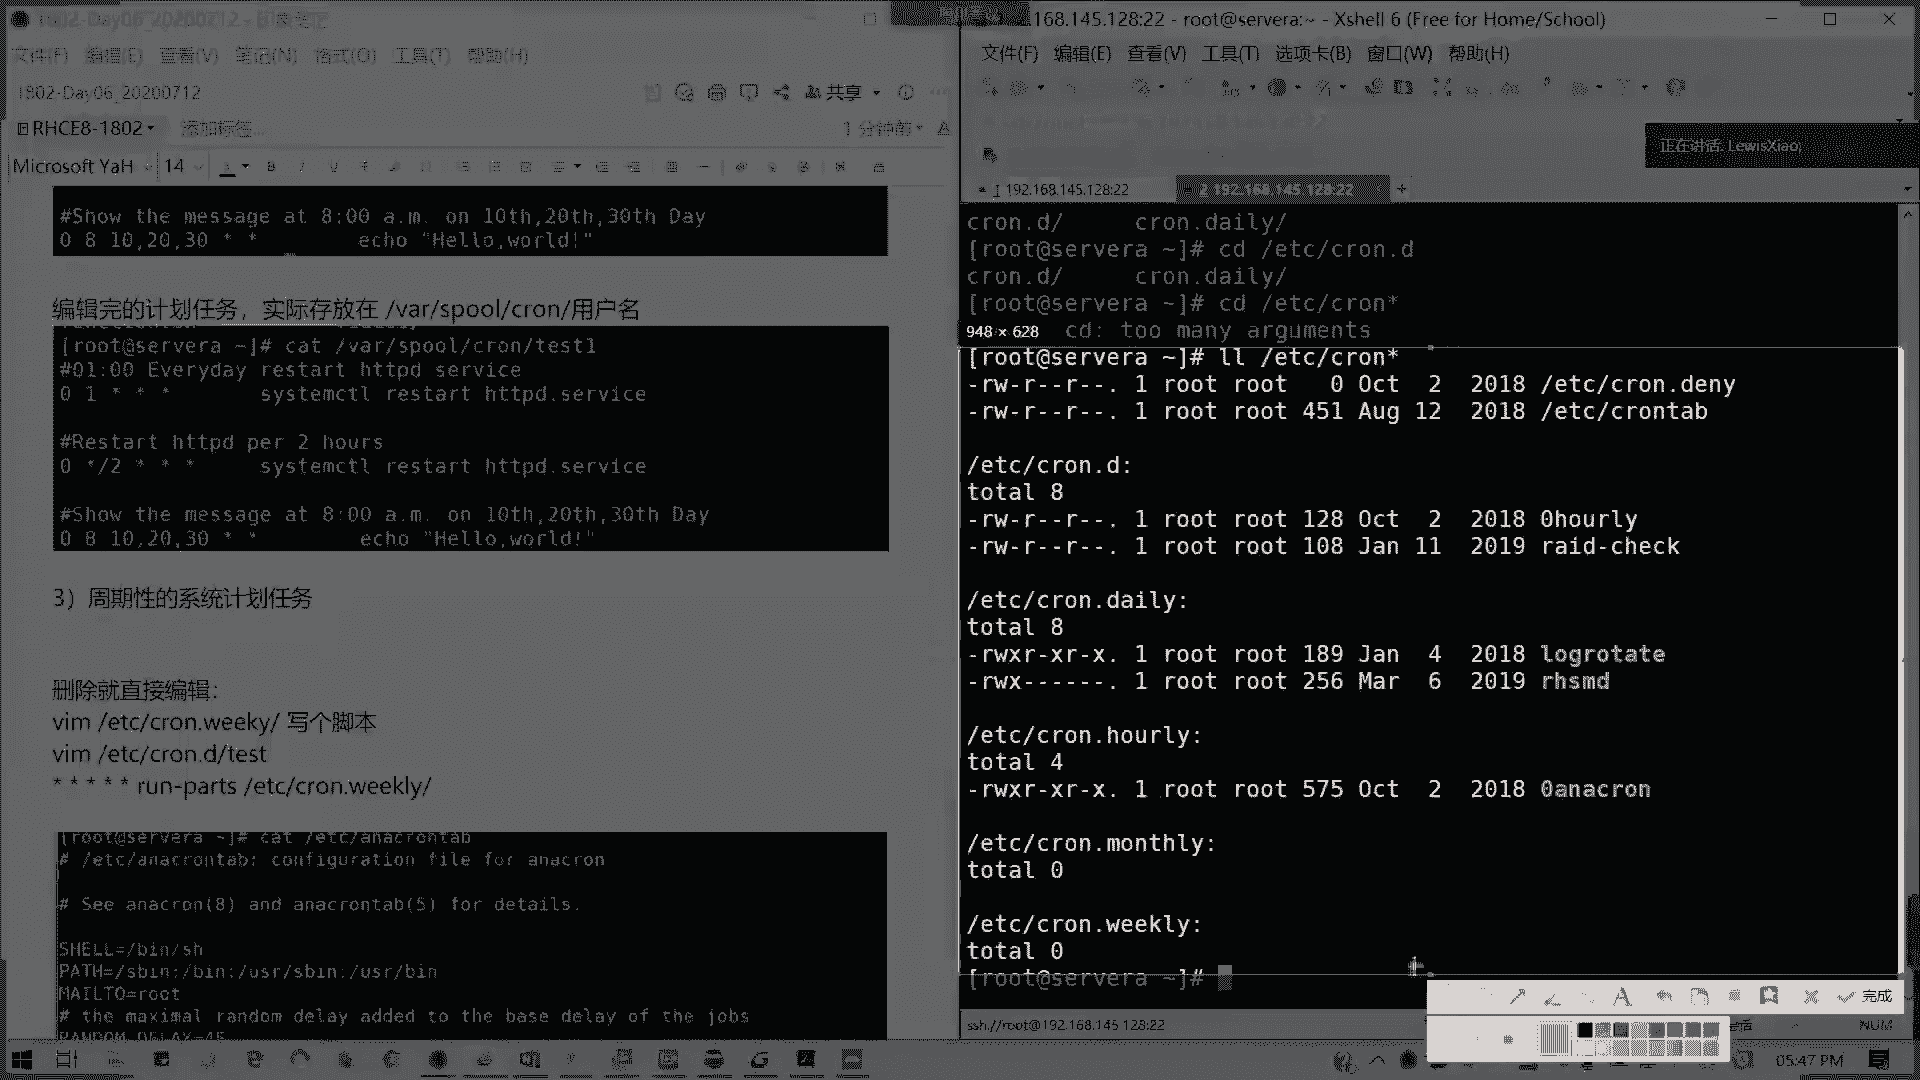 文件(F) 编辑(E) 查看(V) 笔记(N) 格式(O) 工具(T) 帮助(H)
1802-Day06_20200712
共享
RHCE8-1802
添加标签...
1 分钟前
Microsoft YaH
14
#Show the message at 8:00 a.m. on 10th,20th,30th Day
0 8 10,20,30 * * echo "Hello,world!"
编辑完的计划任务，实际存放在 /var/spool/cron/用户名
[root@servera ~]# cat /var/spool/cron/test1
#01:00 Everyday restart httpd service
0 1 * * * systemctl restart httpd.service
#Restart httpd per 2 hours
0 */2 * * * systemctl restart httpd.service
#Show the message at 8:00 a.m. on 10th,20th,30th Day
0 8 10,20,30 * * echo "Hello,world!"
3）周期性的系统计划任务
删除就直接编辑：
vim /etc/cron.weeky/ 写个脚本
vim /etc/cron.d/test
* * * * * run-parts /etc/cron.weekly/
[root@servera ~]# cat /etc/anacrontab
# /etc/anacrontab: configuration file for anacron
# See anacron(8) and anacrontab(5) for details.
SHELL=/bin/sh
PATH=/sbin:/bin:/usr/sbin:/usr/bin
MAILTO=root
# the maximal random delay added to the base delay of the jobs
RANDOM_DELAY=45
.168.145.128:22 - root@servera:~ - Xshell 6 (Free for Home/School)
文件(F) 编辑(E) 查看(V) 工具(T) 选项卡(B) 窗口(W) 帮助(H)
正在讲话: LewisXiao;
1 192.168.145.128:22
2 192.168.145.128:22
cron.d/ cron.daily/
[root@servera ~]# cd /etc/cron.d
cron.d/ cron.daily/
[root@servera ~]# cd /etc/cron*
948 × 628
cd: too many arguments
[root@servera ~]# ll /etc/cron*
-rw-r--r--. 1 root root 0 Oct 2 2018 /etc/cron.deny
-rw-r--r--. 1 root root 451 Aug 12 2018 /etc/crontab
/etc/cron.d:
total 8
-rw-r--r--. 1 root root 128 Oct 2 2018 0hourly
-rw-r--r--. 1 root root 108 Jan 11 2019 raid-check
/etc/cron.daily:
total 8
-rwxr-xr-x. 1 root root 189 Jan 4 2018 logrotate
-rwx------. 1 root root 256 Mar 6 2019 rhsmd
/etc/cron.hourly:
total 4
-rwxr-xr-x. 1 root root 575 Oct 2 2018 0anacron
/etc/cron.monthly:
total 0
/etc/cron.weekly:
total 0
[root@servera ~]#
完成
ssh://root@192.168.145.128:22
NUM
05:47 PM